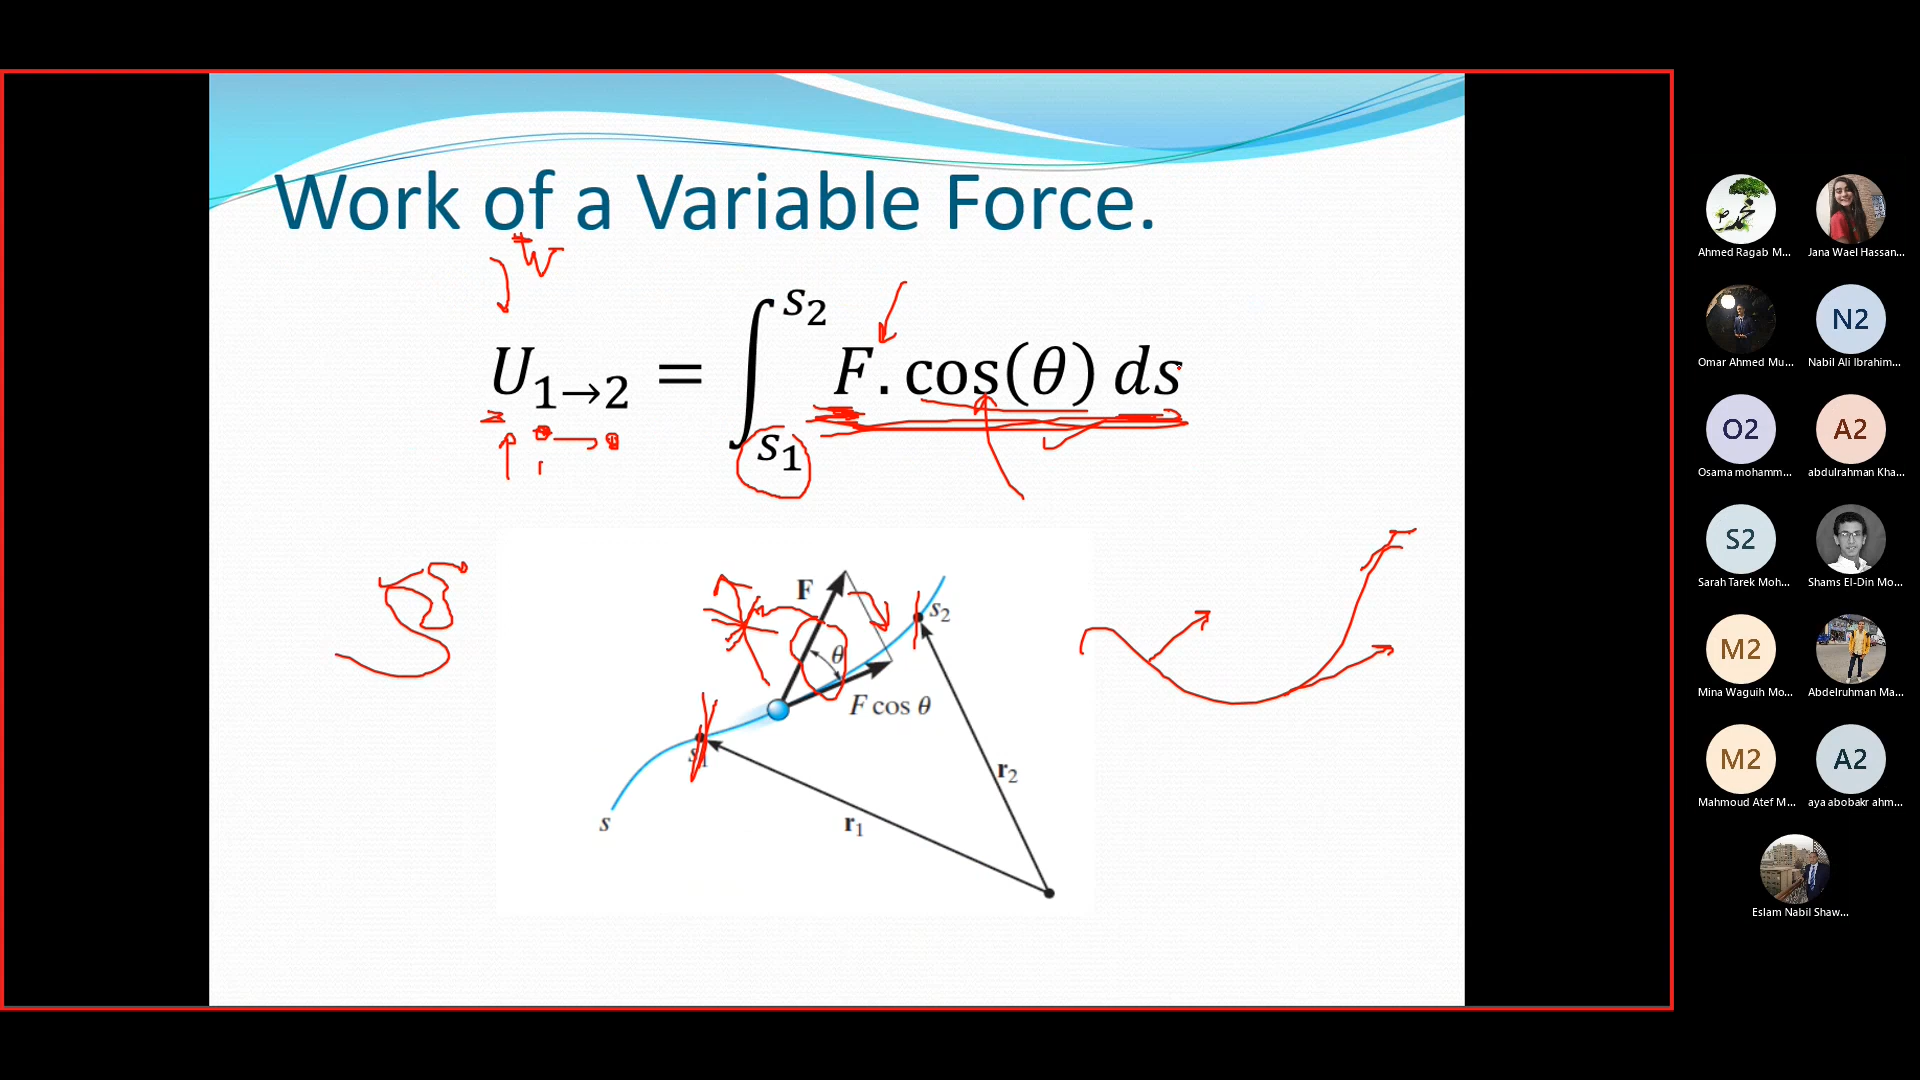 Work of a Variable Force.
W
U₁→₂ = ∫ₛ₁ˢ² F. cos(θ) ds
F
θ
s₂
F cos θ
s₁
r₂
r₁
s
Ahmed Ragab M...
Jana Wael Hassan...
Omar Ahmed Mu...
N2
Nabil Ali Ibrahim...
O2
Osama mohamm...
A2
abdulrahman Kha...
S2
Sarah Tarek Moh...
Shams El-Din Mo...
M2
Mina Waguih Mo...
Abdelruhman Ma...
M2
Mahmoud Atef M...
A2
aya abobakr ahm...
Eslam Nabil Shaw...